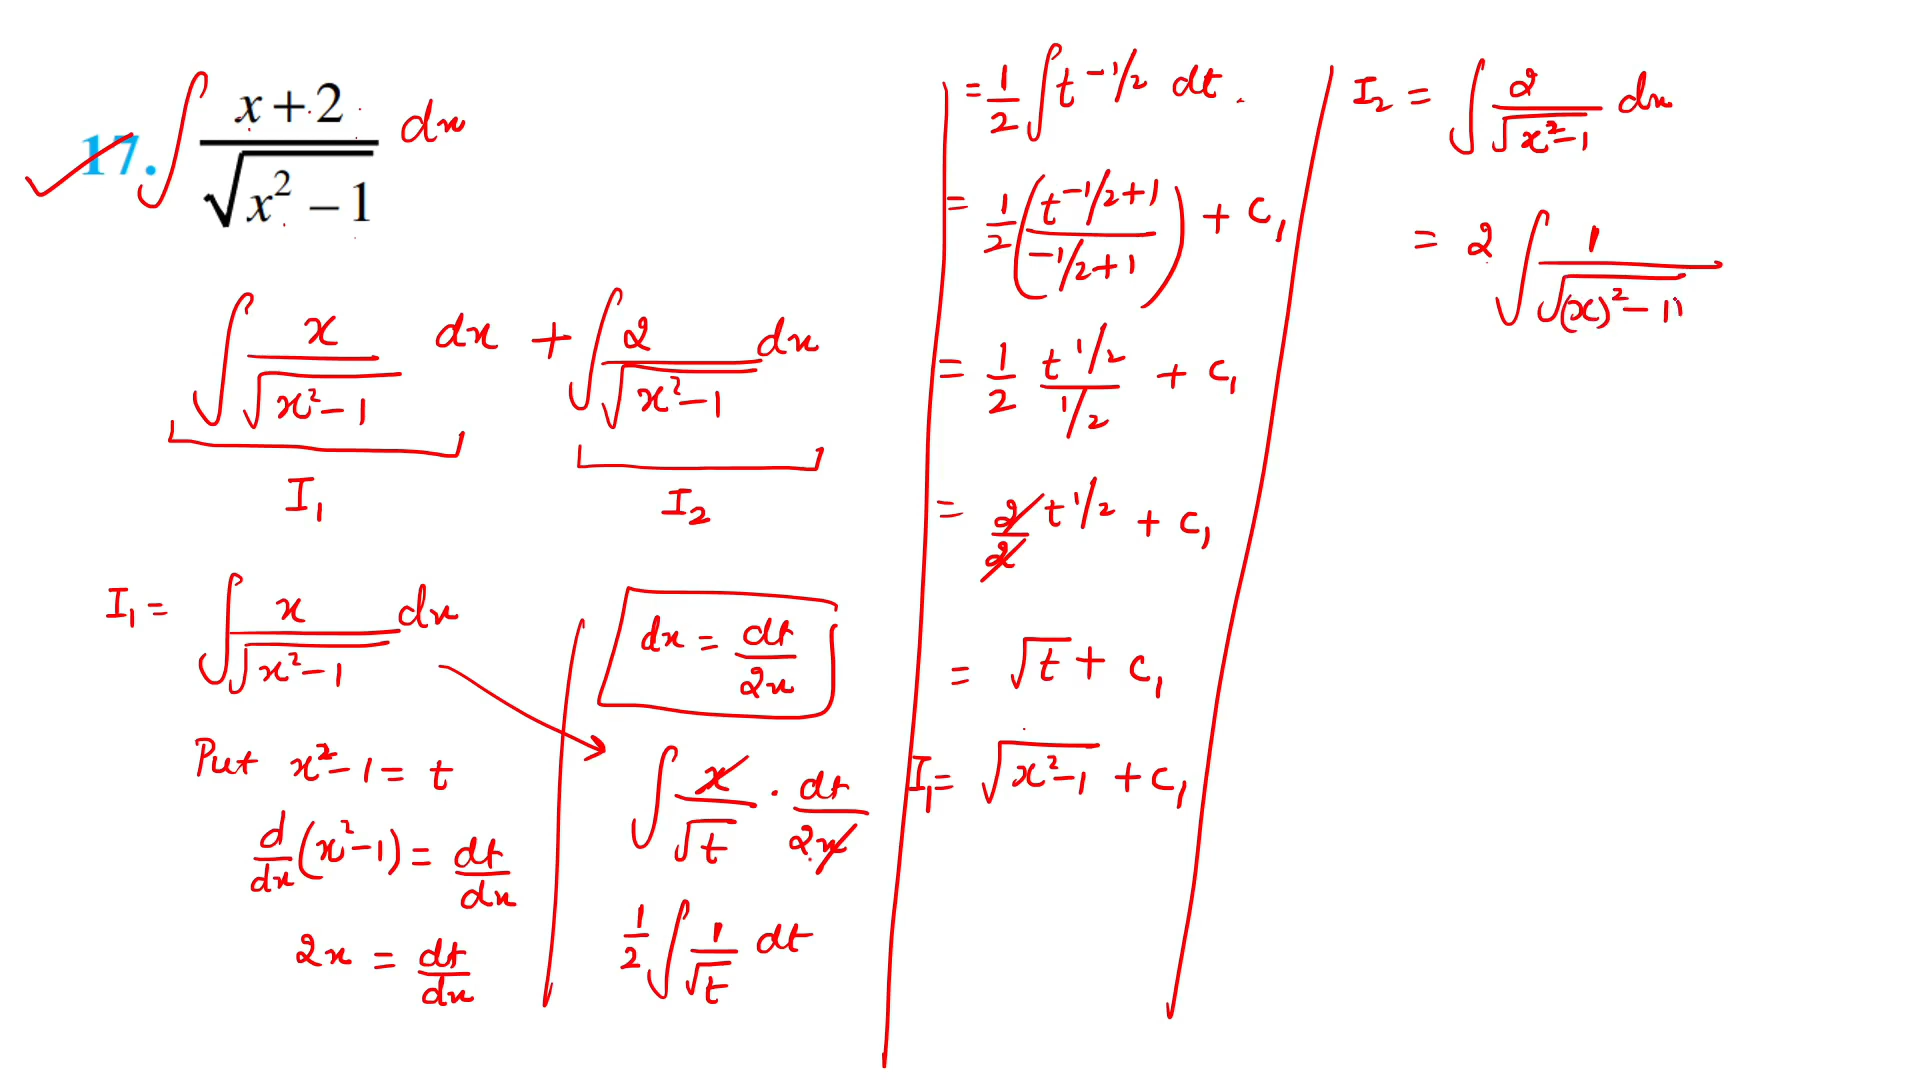 17. ∫ (x+2)/√(x² – 1) dx
∫ x/√(x²–1) dx + ∫ 2/√(x²–1) dx
I₁ I₂
I₁ = ∫ x/√(x²–1) dx
Put x²–1 = t
d/dx (x²–1) = dt/dx
2x = dt/dx
dx = dt/2x
∫ x/√t · dt/2x
1/2 ∫ 1/√t dt
= 1/2 ∫ t^(–1/2) dt.
= 1/2 (t^(–1/2+1)/(–1/2+1)) + c₁
= 1/2 t^(1/2)/(1/2) + c₁
= 2/2 t^(1/2) + c₁
= √t + c₁
I₁ = √(x²–1) + c₁
I₂ = ∫ 2/√(x²–1) dx
= 2 ∫ 1/√((x)² – 1)